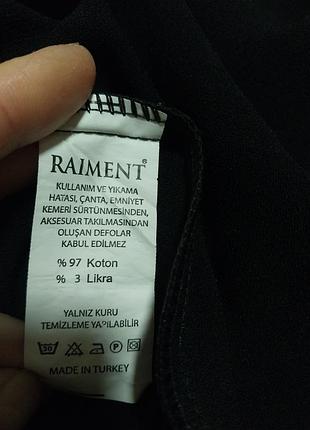 RAIMENT®
KULLANIM VE YIKAMA
HATASI, ÇANTA, EMNİYET
KEMERİ SÜRTÜNMESİNDEN,
AKSESUAR TAKILMASINDAN
OLUŞAN DEFOLAR
KABUL EDİLMEZ
%97 Koton
% 3 Likra
YALNIZ KURU
TEMİZLEME YAPILABİLİR
30 P
MADE IN TURKEY